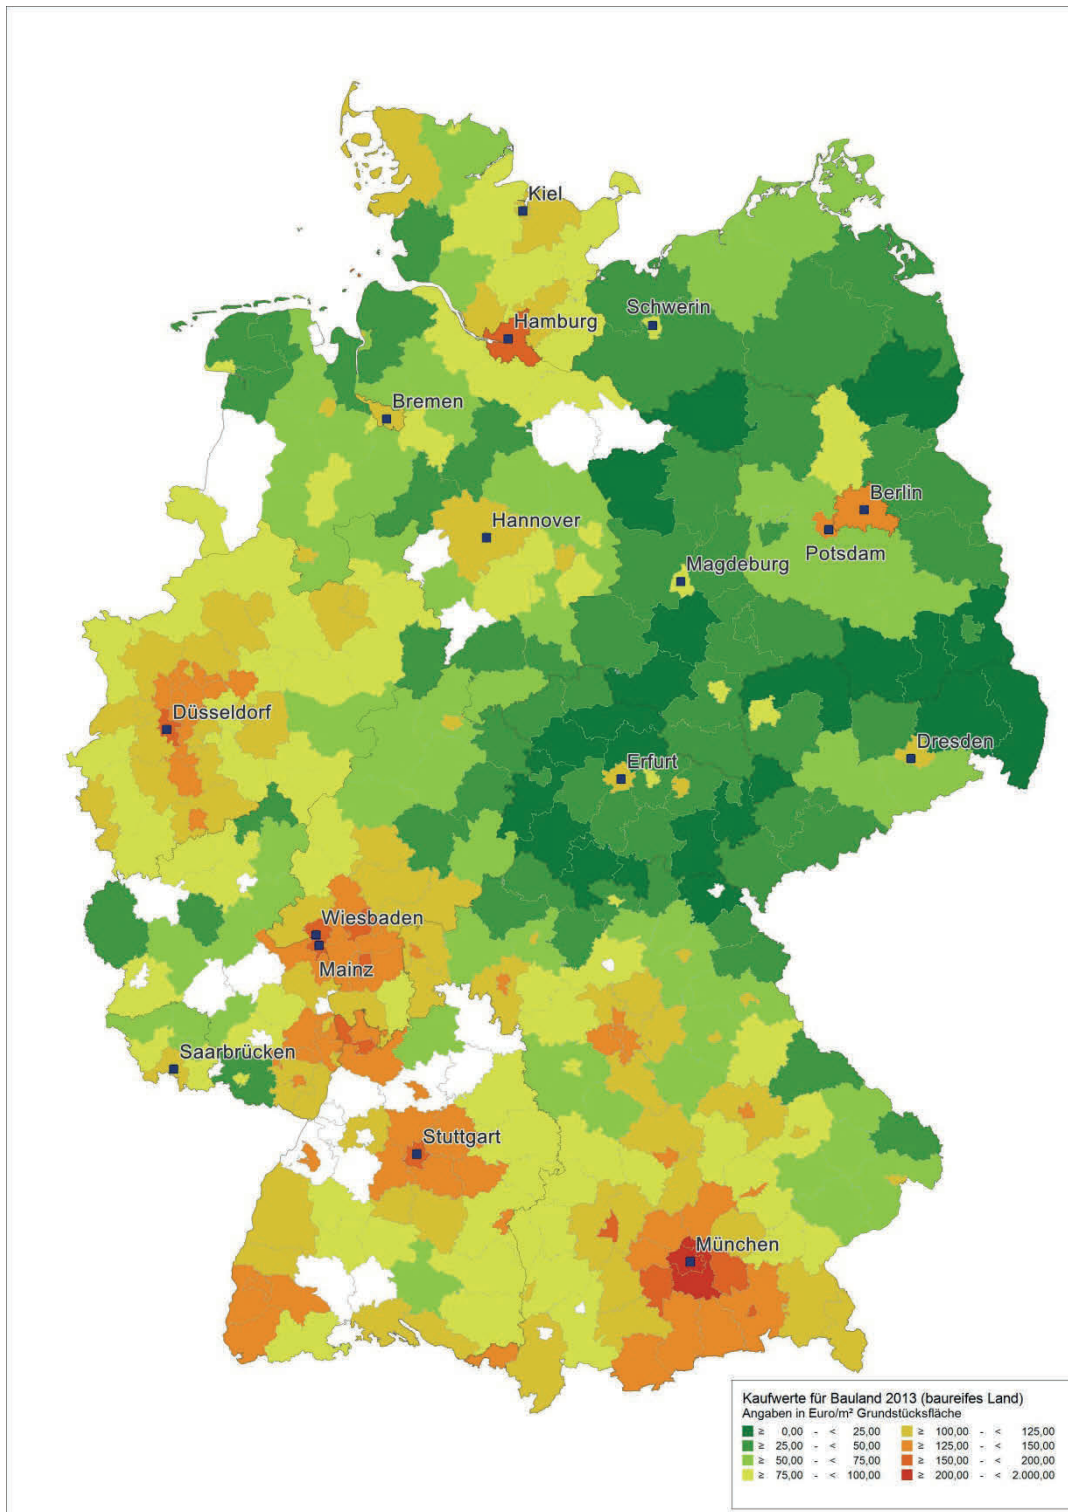 Kiel
Schwerin
Hamburg
Bremen
Berlin
Hannover
Potsdam
Magdeburg
Düsseldorf
Dresden
Erfurt
Wiesbaden
Mainz
Saarbrücken
Stuttgart
München
Kaufwerte für Bauland 2013 (baureifes Land)
Angaben in Euro/m² Grundstücksfläche
≥ 0,00 - < 25,00 ≥ 100,00 - < 125,00
≥ 25,00 - < 50,00 ≥ 125,00 - < 150,00
≥ 50,00 - < 75,00 ≥ 150,00 - < 200,00
≥ 75,00 - < 100,00 ≥ 200,00 - < 2.000,00